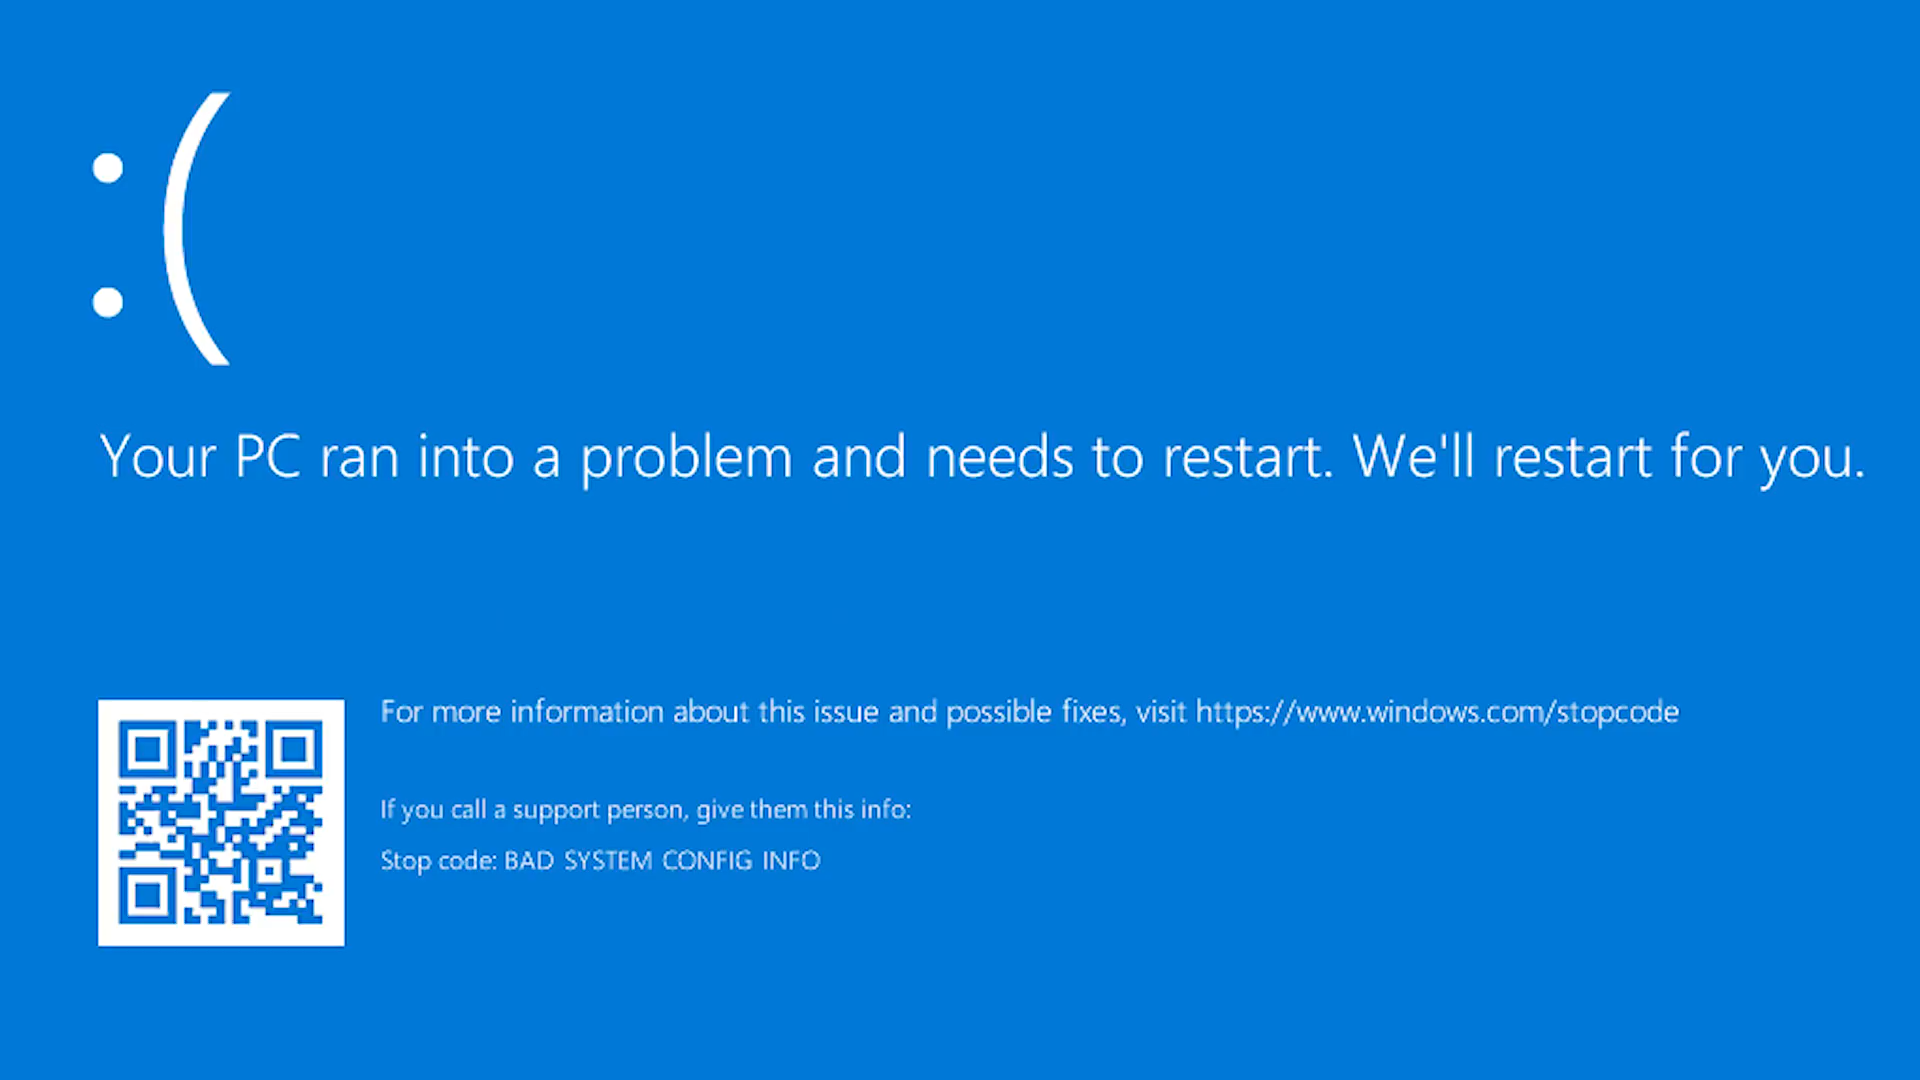 :(
Your PC ran into a problem and needs to restart. We'll restart for you.
For more information about this issue and possible fixes, visit https://www.windows.com/stopcode
If you call a support person, give them this info:
Stop code: BAD SYSTEM CONFIG INFO